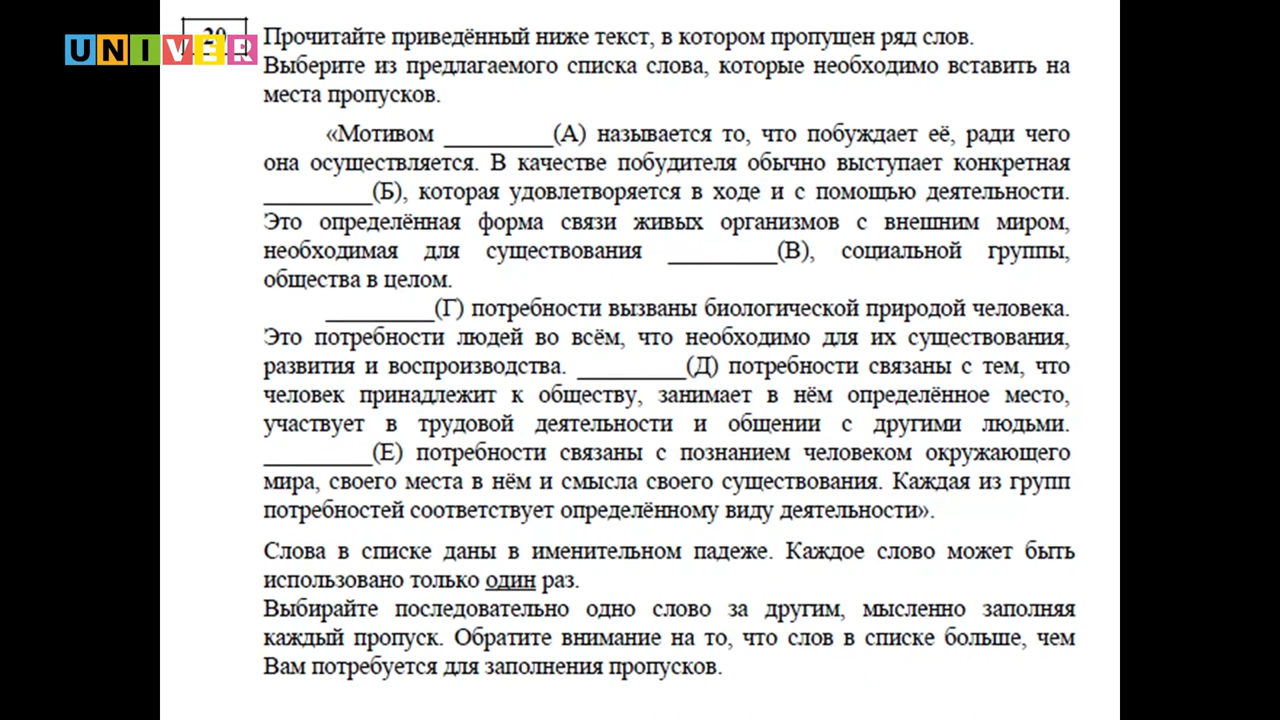 UNIVER
20 Прочитайте приведённый ниже текст, в котором пропущен ряд слов.
Выберите из предлагаемого списка слова, которые необходимо вставить на
места пропусков.
«Мотивом _________(А) называется то, что побуждает её, ради чего
она осуществляется. В качестве побудителя обычно выступает конкретная
_________(Б), которая удовлетворяется в ходе и с помощью деятельности.
Это определённая форма связи живых организмов с внешним миром,
необходимая для существования _________(В), социальной группы,
общества в целом.
_________(Г) потребности вызваны биологической природой человека.
Это потребности людей во всём, что необходимо для их существования,
развития и воспроизводства. _________(Д) потребности связаны с тем, что
человек принадлежит к обществу, занимает в нём определённое место,
участвует в трудовой деятельности и общении с другими людьми.
_________(Е) потребности связаны с познанием человеком окружающего
мира, своего места в нём и смысла своего существования. Каждая из групп
потребностей соответствует определённому виду деятельности».
Слова в списке даны в именительном падеже. Каждое слово может быть
использовано только один раз.
Выбирайте последовательно одно слово за другим, мысленно заполняя
каждый пропуск. Обратите внимание на то, что слов в списке больше, чем
Вам потребуется для заполнения пропусков.